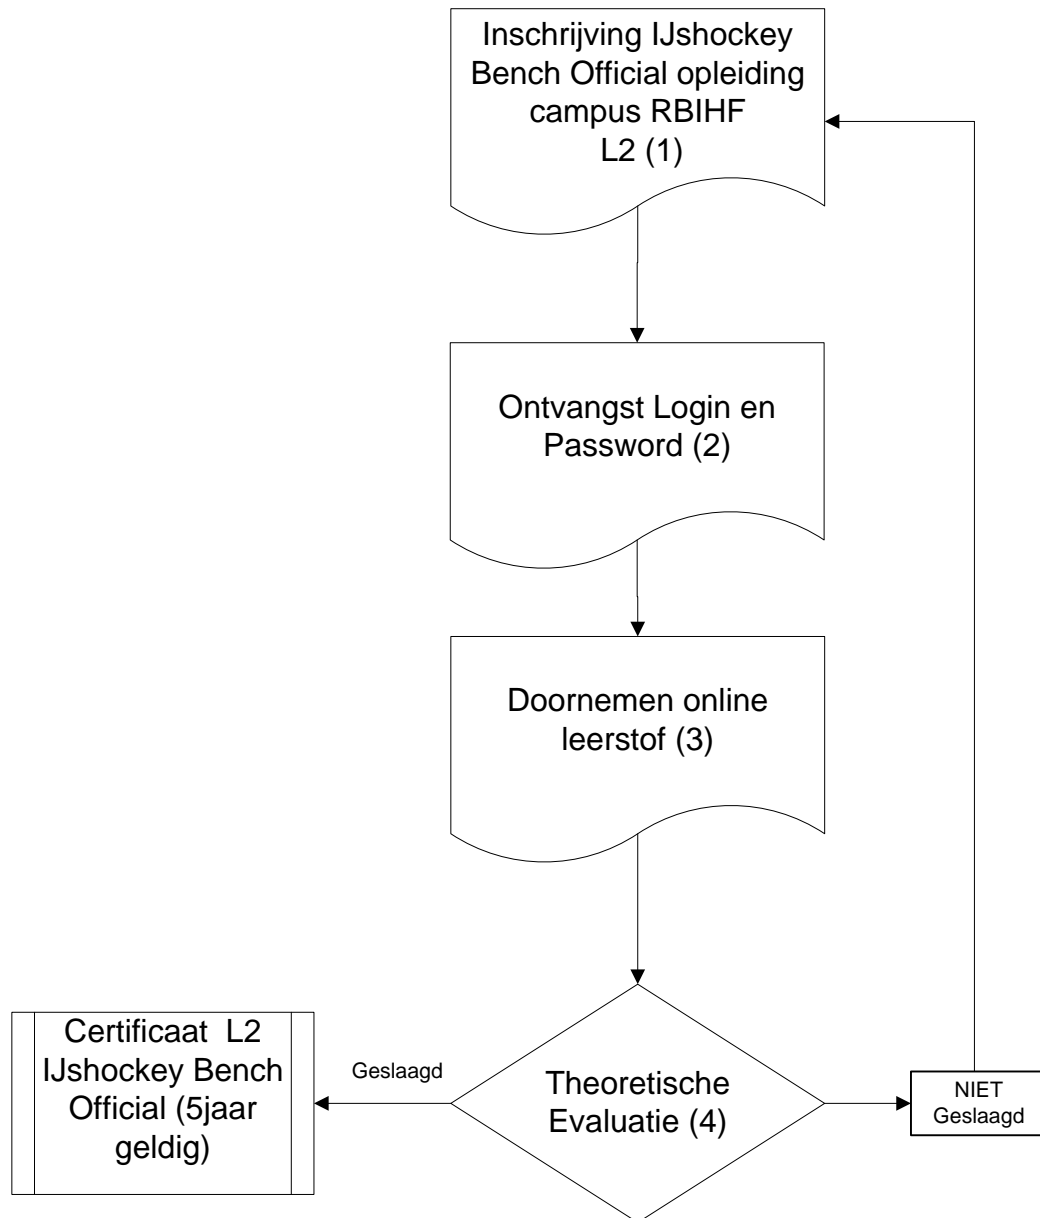 Inschrijving IJshockey
Bench Official opleiding
campus RBIHF
L2 (1)
Ontvangst Login en
Password (2)
Doornemen online
leerstof (3)
Theoretische
Evaluatie (4)
Geslaagd
Certificaat  L2
IJshockey Bench
Official (5jaar
geldig)
NIET
Geslaagd